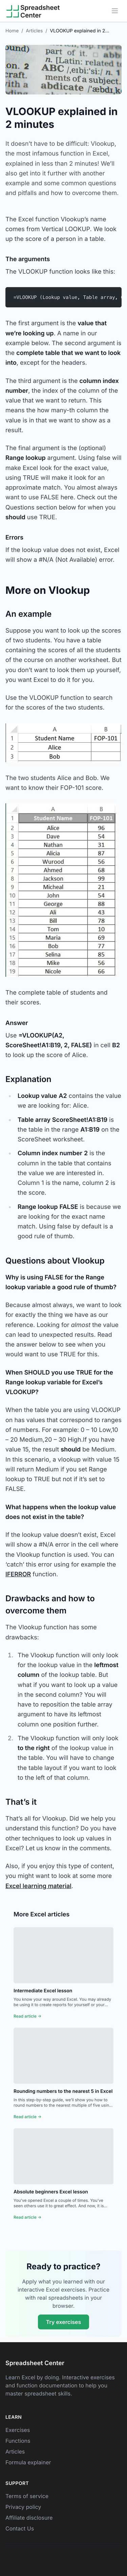 Spreadsheet
Center
Home / Articles / VLOOKUP explained in 2...
VLOOKUP explained in
2 minutes
It doesn't have to be difficult: Vlookup,
the most infamous function in Excel,
explained in less than 2 minutes! We'll
also get into it further with another
example and some common questions
and pitfalls and how to overcome them.
The Excel function Vlookup's name
comes from Vertical LOOKUP. We look
up the score of a person in a table.
The arguments
The VLOOKUP function looks like this:
=VLOOKUP (Lookup value, Table array,
The first argument is the value that
we're looking up. A name in the
example below. The second argument
is the complete table that we want to look
into, except for the headers.
The third argument is the column index
number, the index of the column of the
value that we want to return. This
means the how many-th column the
value is in that we want to show as a
result.
The final argument is the (optional)
Range lookup argument. Using false will
make Excel look for the exact value,
using TRUE will make it look for an
approximate match. You almost always
want to use FALSE here. Check out the
Questions section below for when you
should use TRUE.
Errors
If the lookup value does not exist, Excel
will show a #N/A (Not Available) error.
More on Vlookup
An example
Suppose you want to look up the scores
of two students. You have a table
containing the scores of all the students
of the course on another worksheet. But
you don't want to look them up yourself,
you want Excel to do it for you.
Use the VLOOKUP function to search
for the scores of the two students.
A B
1 Student Name FOP-101
2 Alice
3 Bob
The two students Alice and Bob. We
want to know their FOP-101 score.
A B
1 Student Name FOP-101
2 Alice 96
3 Dave 54
4 Nathan 31
5 Alicia 87
6 Wurood 56
7 Ahmed 68
8 Jackson 99
9 Micheal 21
10 John 54
11 George 88
12 Ali 43
13 Bill 78
14 Tom 10
15 Maria 69
16 Bob 77
17 Selina 85
18 Mike 56
19 Nicole 66
The complete table of students and
their scores.
Answer
Use =VLOOKUP(A2,
ScoreSheet!A1:B19, 2, FALSE) in cell B2
to look up the score of Alice.
Explanation
Lookup value A2 contains the value
we are looking for: Alice.
Table array ScoreSheet!A1:B19 is
the table in the range A1:B19 on the
ScoreSheet worksheet.
Column index number 2 is the
column in the table that contains
the value we are interested in.
Column 1 is the name, column 2 is
the score.
Range lookup FALSE is because we
are looking for the exact name
match. Using false by default is a
good rule of thumb.
Questions about Vlookup
Why is using FALSE for the Range
lookup variable a good rule of thumb?
Because almost always, we want to look
for exactly the thing we put in as our
reference. Looking for almost the value
can lead to unexpected results. Read
the answer below to see when you
would want to use TRUE for this.
When SHOULD you use TRUE for the
Range lookup variable for Excel's
VLOOKUP?
When the table you are using VLOOKUP
on has steps that correspond to ranges
of numbers. For example: 0 – 10 Low,10
– 20 Medium,20 – 30 High.If you have
value 15, the result should be Medium.
In this scenario, a vlookup with value 15
will return Medium if you set Range
lookup to TRUE but not if it's set to
FALSE.
What happens when the lookup value
does not exist in the table?
If the lookup value doesn't exist, Excel
will show a #N/A error in the cell where
the Vlookup function is used. You can
'catch' this error using for example the
IFERROR function.
Drawbacks and how to
overcome them
The Vlookup function has some
drawbacks:
1. The Vlookup function will only look
for the lookup value in the leftmost
column of the lookup table. But
what if you want to look up a value
in the second column? You will
have to reposition the table array
argument to have its leftmost
column one position further.
2. The Vlookup function will only look
to the right of the lookup value in
the table. You will have to change
the table layout if you want to look
to the left of that column.
That's it
That's all for Vlookup. Did we help you
understand this function? Do you have
other techniques to look up values in
Excel? Let us know in the comments.
Also, if you enjoy this type of content,
you might want to look at some more
Excel learning material.
More Excel articles
Intermediate Excel lesson
You know your way around Excel. You may already
be using it to create reports for yourself or your...
Read article →
Rounding numbers to the nearest 5 in Excel
In this step-by-step guide, we'll show you how to
round numbers to the nearest multiple of five usin...
Read article →
Absolute beginners Excel lesson
You've opened Excel a couple of times. You've
seen others use it to great effect. And now, it is...
Read article →
Ready to practice?
Apply what you learned with our
interactive Excel exercises. Practice
with real spreadsheets in your
browser.
Try exercises
Spreadsheet Center
Learn Excel by doing. Interactive exercises
and function documentation to help you
master spreadsheet skills.
LEARN
Exercises
Functions
Articles
Formula explainer
SUPPORT
Terms of service
Privacy policy
Affiliate disclosure
Contact Us